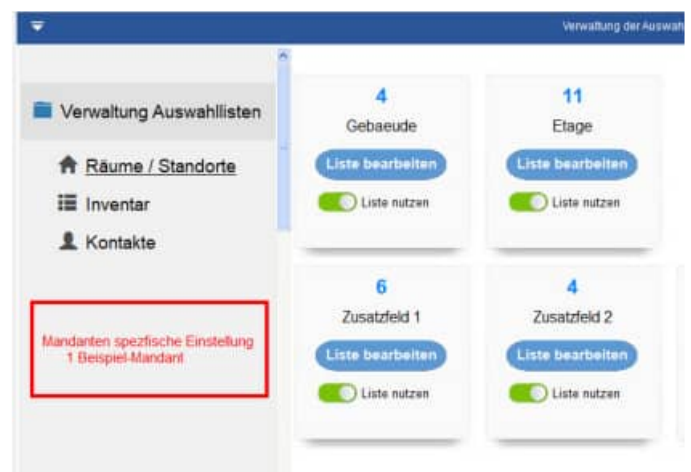 Verwaltung der Auswah
Verwaltung Auswahllisten
Räume / Standorte
Inventar
Kontakte
Mandanten spezfische Einstellung
1 Beispiel-Mandant
4
Gebaeude
Liste bearbeiten
Liste nutzen
11
Etage
Liste bearbeiten
Liste nutzen
6
Zusatzfeld 1
Liste bearbeiten
Liste nutzen
4
Zusatzfeld 2
Liste bearbeiten
Liste nutzen